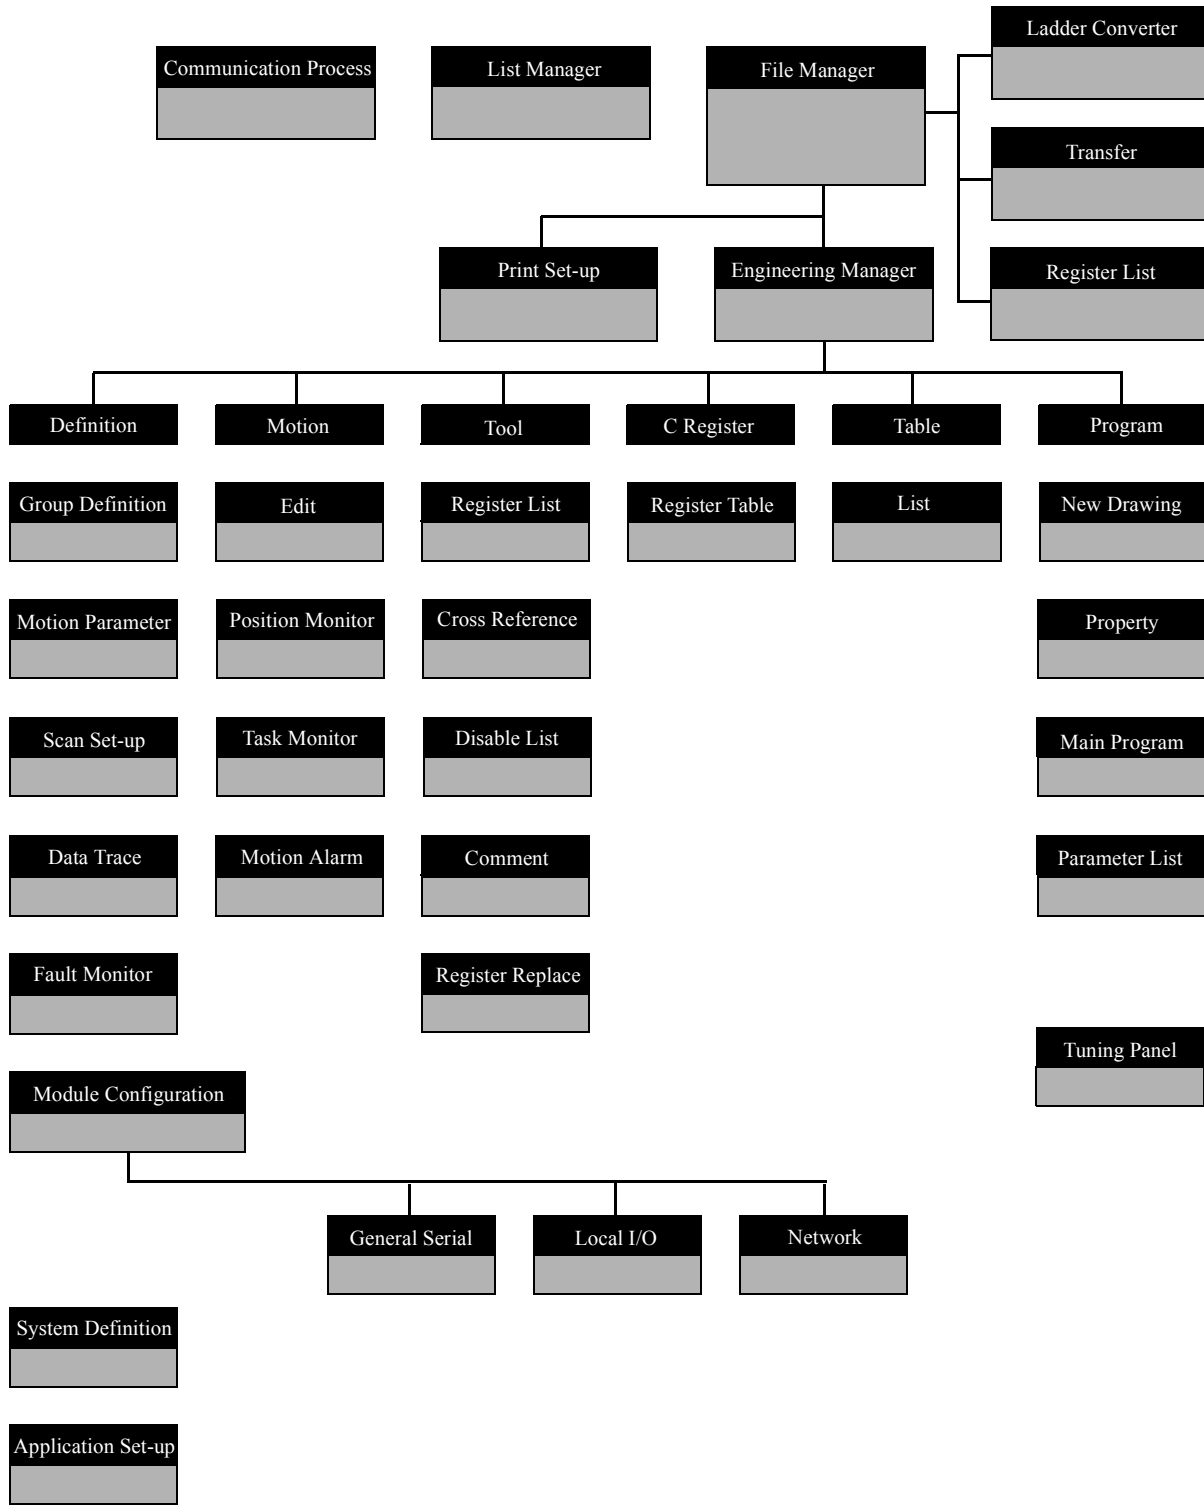 Ladder Converter
Communication Process
List Manager
File Manager
Transfer
Print Set-up
Engineering Manager
Register List
Definition
Motion
Tool
C Register
Table
Program
Group Definition
Edit
Register List
Register Table
List
New Drawing
Motion Parameter
Position Monitor
Cross Reference
Property
Scan Set-up
Task Monitor
Disable List
Main Program
Data Trace
Motion Alarm
Comment
Parameter List
Fault Monitor
Register Replace
Tuning Panel
Module Configuration
General Serial
Local I/O
Network
System Definition
Application Set-up